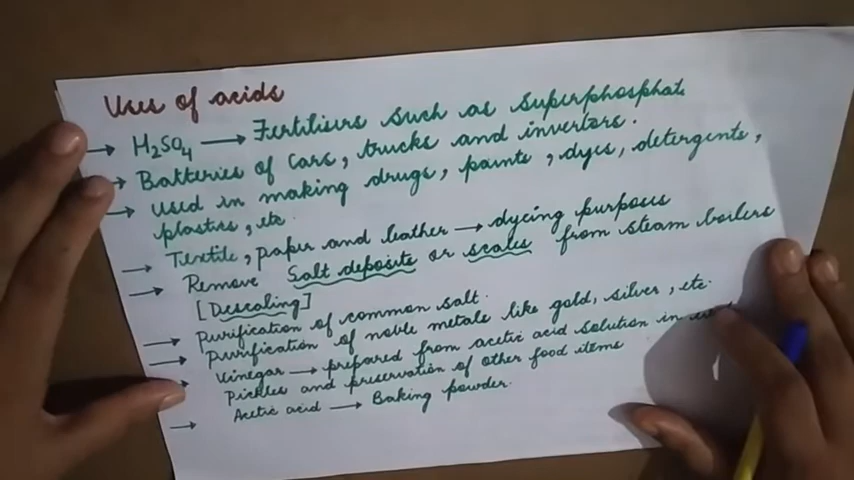 Uses of acids
→ H₂SO₄ → Fertilisers such as superphosphate
→ Batteries of cars, trucks and invertors.
→ Used in making drugs, paints, dyes, detergents,
plastics, etc.
→ Textile, paper and leather → dyeing purposes
→ Remove Salt deposits or scales from steam boilers
[Descaling]
→ Purification of common salt.
→ Purification of noble metals like gold, silver, etc.
Vinegar → prepared from acetic acid solution in
Pickles and preservation of other food items
→ Acetic acid → Baking powder.